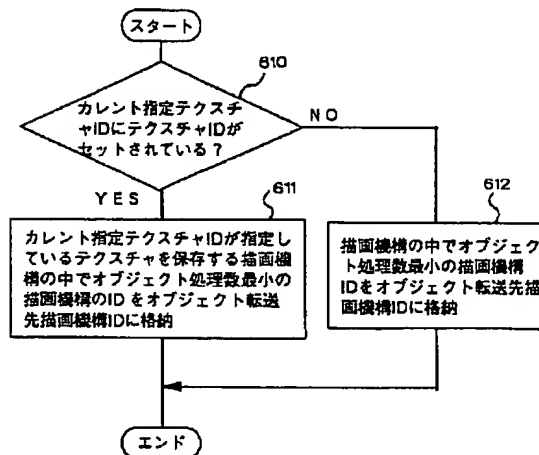 スタート
610
カレント指定テクスチ
ャIDにテクスチャIDが
セットされている？
NO
YES
611
カレント指定テクスチャIDが指定し
ているテクスチャを保存する描画機
構の中でオブジェクト処理数最小の
描画機構のID をオブジェクト転送
先描画機構IDに格納
612
描画機構の中でオブジェク
ト処理数最小の描画機構
IDをオブジェクト転送先描
画機構IDに格納
エンド